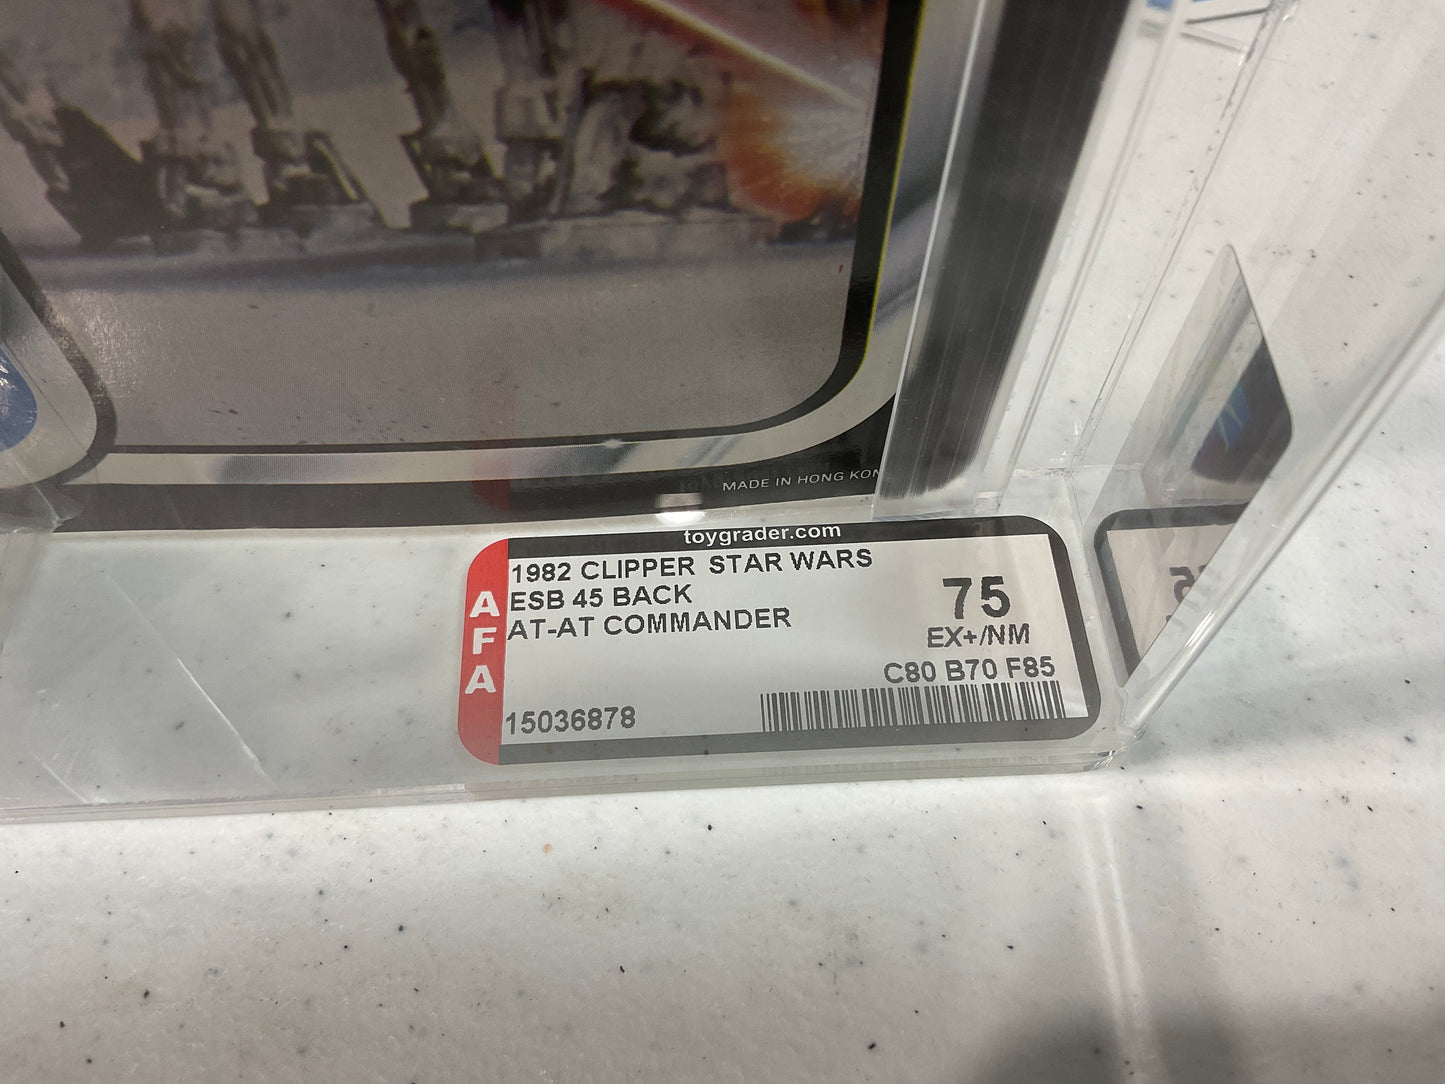 MADE IN HONG KON
toygrader.com
AFA
1982 CLIPPER STAR WARS
ESB 45 BACK
AT-AT COMMANDER
75
EX+/NM
C80 B70 F85
15036878